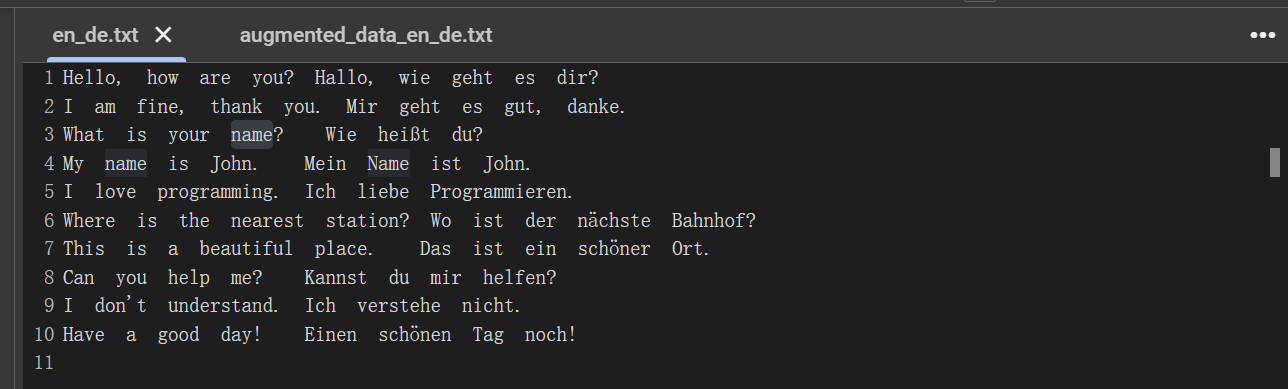 en_de.txt augmented_data_en_de.txt
1 Hello, how are you? Hallo, wie geht es dir?
2 I am fine, thank you. Mir geht es gut, danke.
3 What is your name? Wie heißt du?
4 My name is John. Mein Name ist John.
5 I love programming. Ich liebe Programmieren.
6 Where is the nearest station? Wo ist der nächste Bahnhof?
7 This is a beautiful place. Das ist ein schöner Ort.
8 Can you help me? Kannst du mir helfen?
9 I don't understand. Ich verstehe nicht.
10 Have a good day! Einen schönen Tag noch!
11